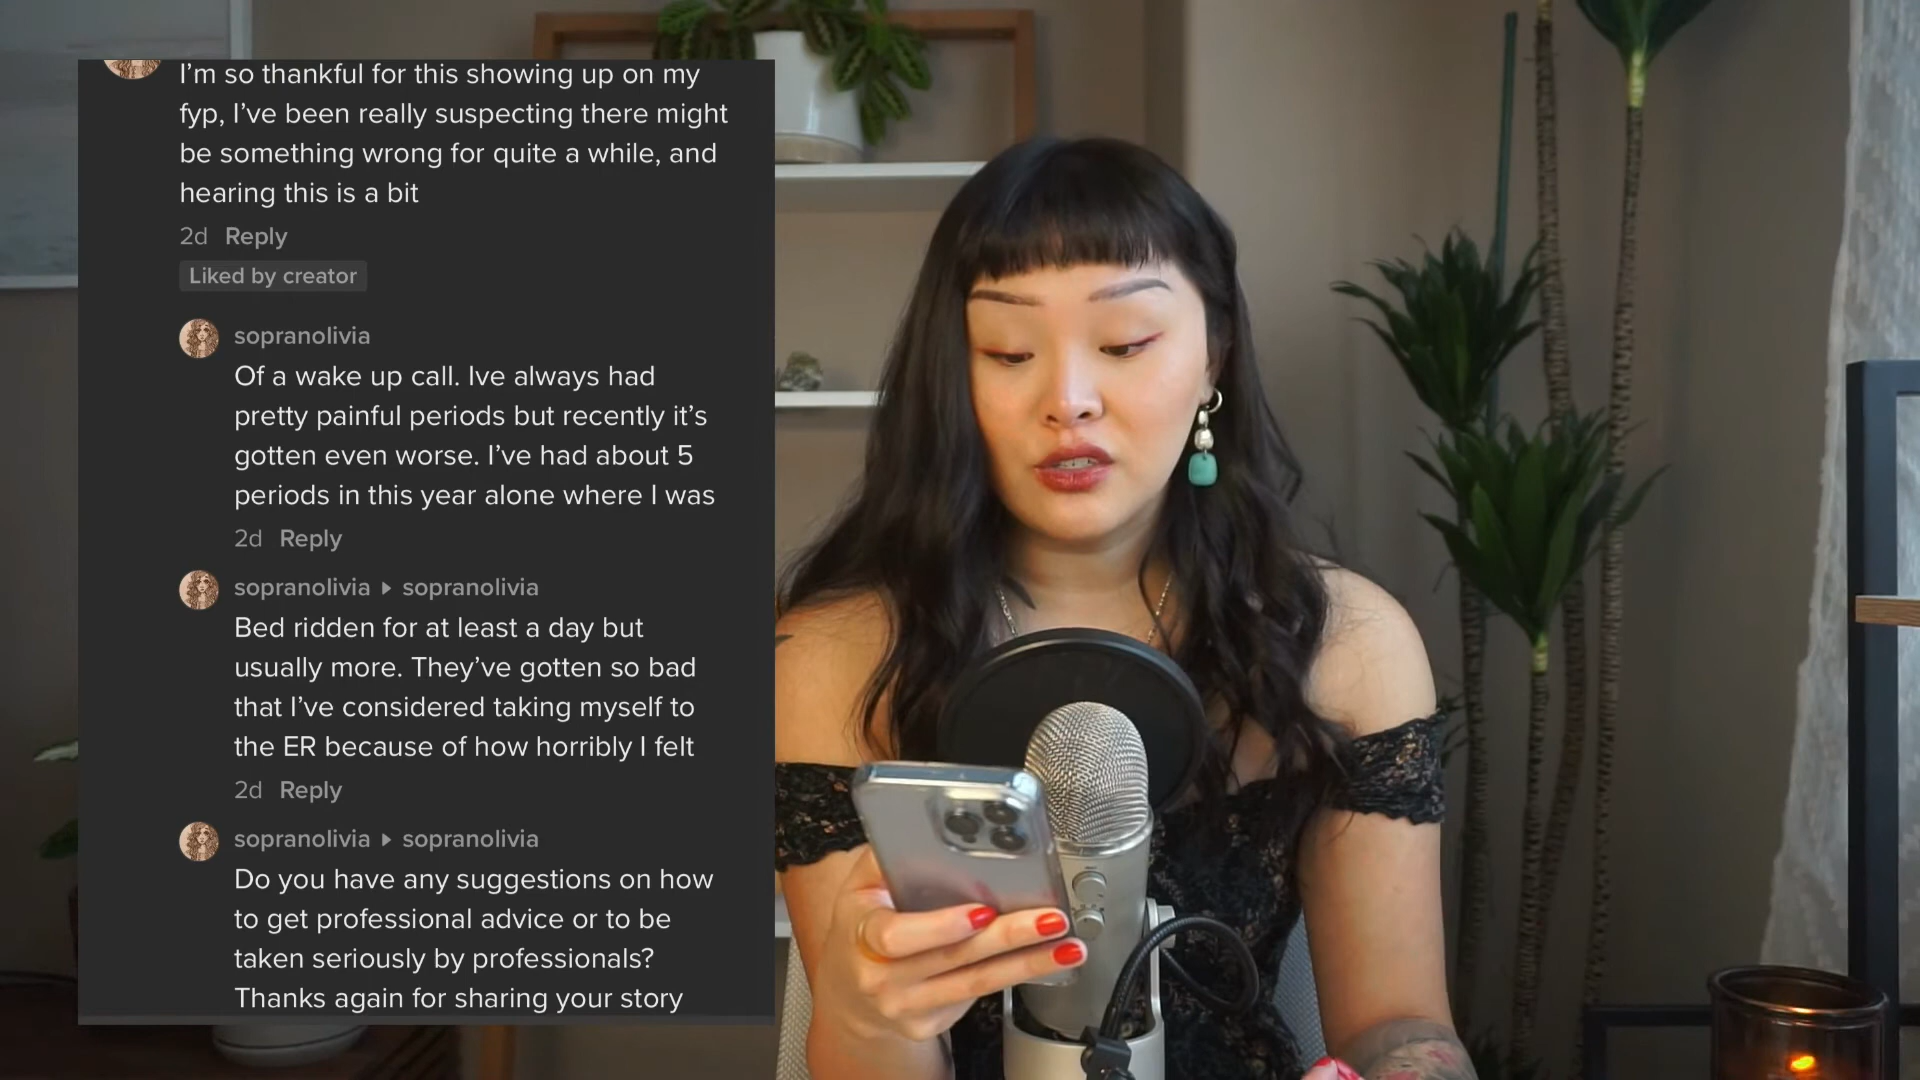 I'm so thankful for this showing up on my
fyp, I've been really suspecting there might
be something wrong for quite a while, and
hearing this is a bit
2d Reply
Liked by creator
sopranolivia
Of a wake up call. Ive always had
pretty painful periods but recently it's
gotten even worse. I've had about 5
periods in this year alone where I was
2d Reply
sopranolivia ▸ sopranolivia
Bed ridden for at least a day but
usually more. They've gotten so bad
that I've considered taking myself to
the ER because of how horribly I felt
2d Reply
sopranolivia ▸ sopranolivia
Do you have any suggestions on how
to get professional advice or to be
taken seriously by professionals?
Thanks again for sharing your story